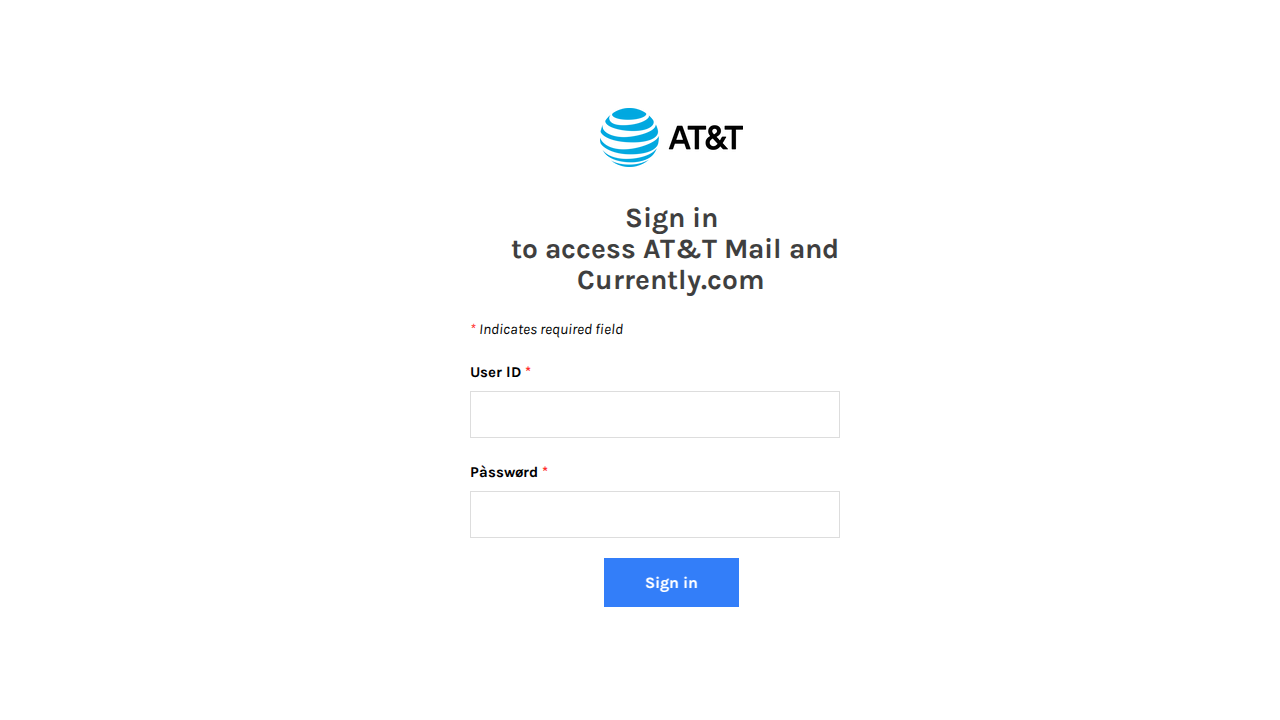 AT&T
Sign in
to access AT&T Mail and
Currently.com
* Indicates required field
User ID *
Pàsswørd *
Sign in